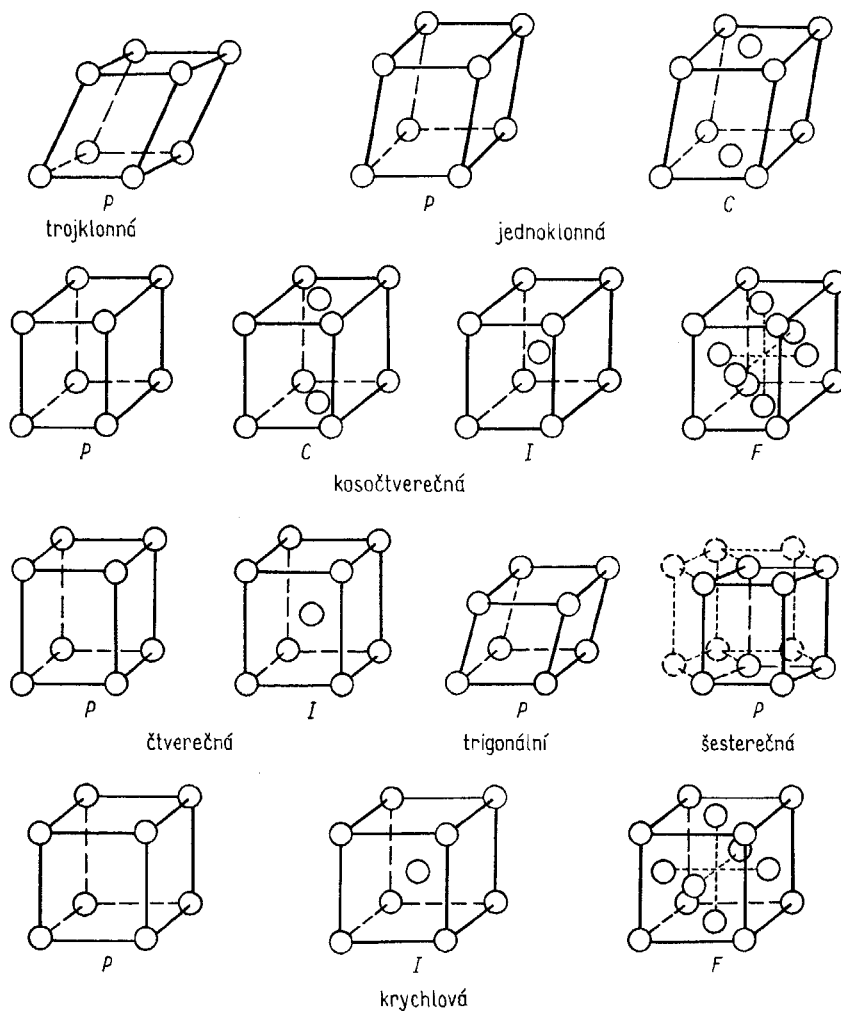 P P C
trojklonná jednoklonná
P C I F
kosočtverečná
P I P P
čtverečná trigonální šesterečná
P I F
krychlová